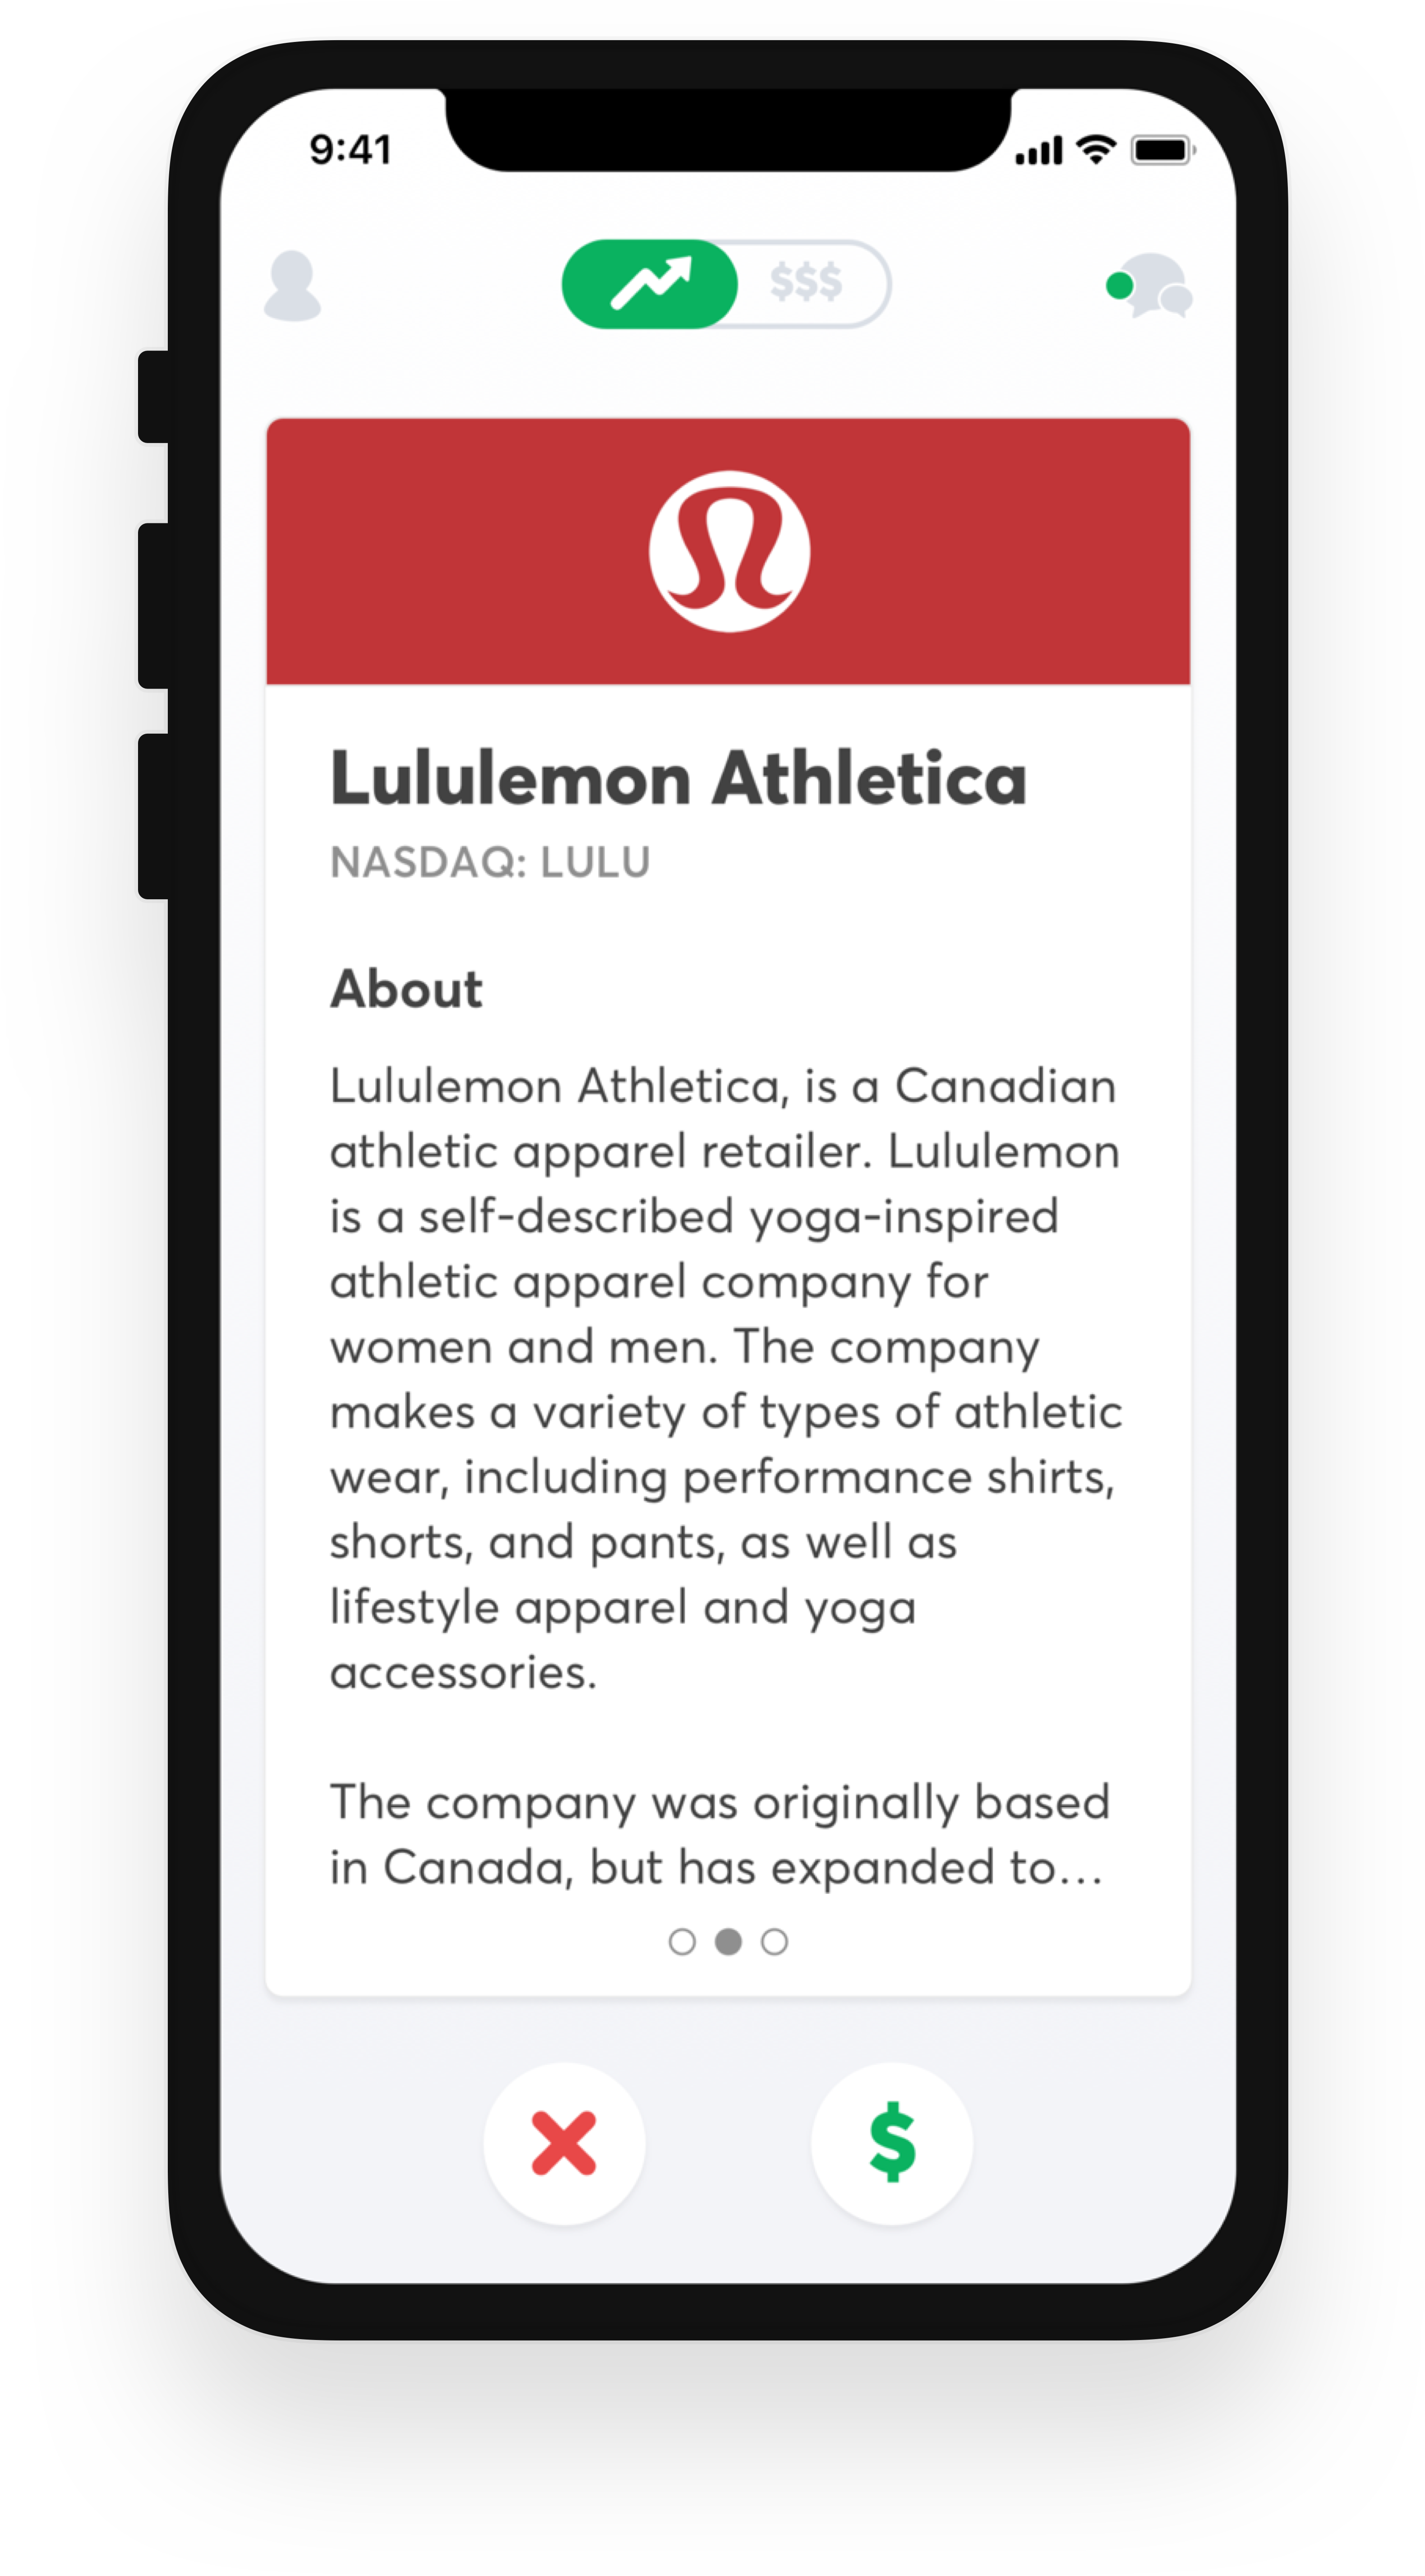 9:41
$$$
Lululemon Athletica
NASDAQ: LULU
About
Lululemon Athletica, is a Canadian
athletic apparel retailer. Lululemon
is a self-described yoga-inspired
athletic apparel company for
women and men. The company
makes a variety of types of athletic
wear, including performance shirts,
shorts, and pants, as well as
lifestyle apparel and yoga
accessories.
The company was originally based
in Canada, but has expanded to...
$